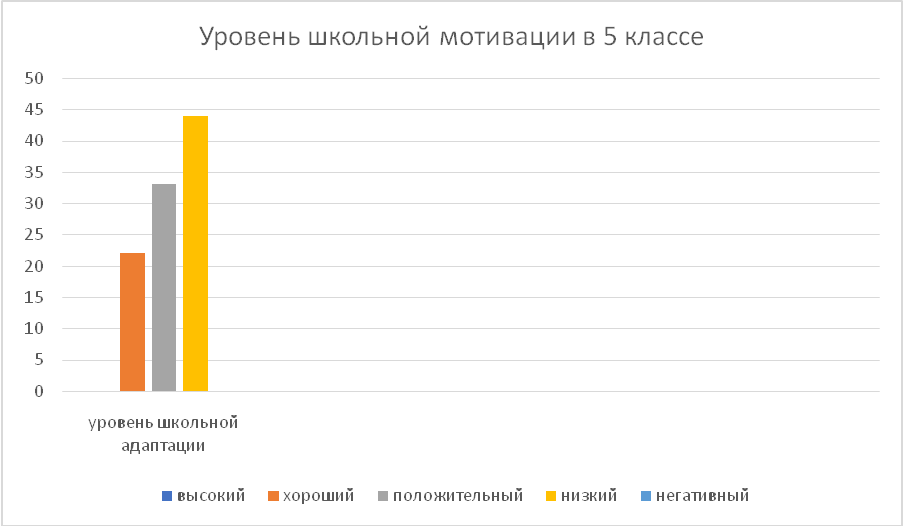 Уровень школьной мотивации в 5 классе
50
45
40
35
30
25
20
15
10
5
0
уровень школьной
адаптации
высокий хороший положительный низкий негативный